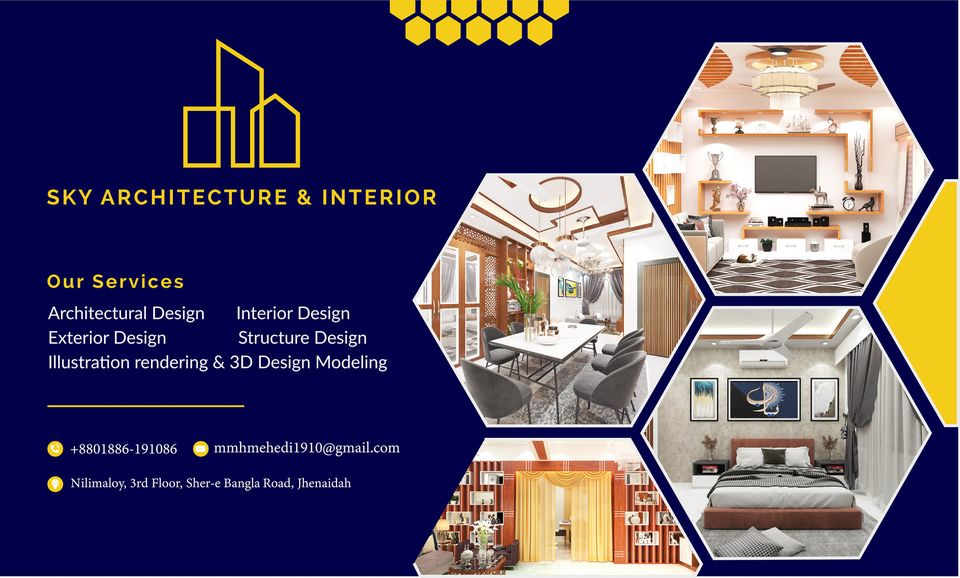 SKY ARCHITECTURE & INTERIOR
Our Services
Architectural Design Interior Design
Exterior Design Structure Design
Illustration rendering & 3D Design Modeling
+8801886-191086 mmhmehedi1910@gmail.com
Nilimaloy, 3rd Floor, Sher-e Bangla Road, Jhenaidah